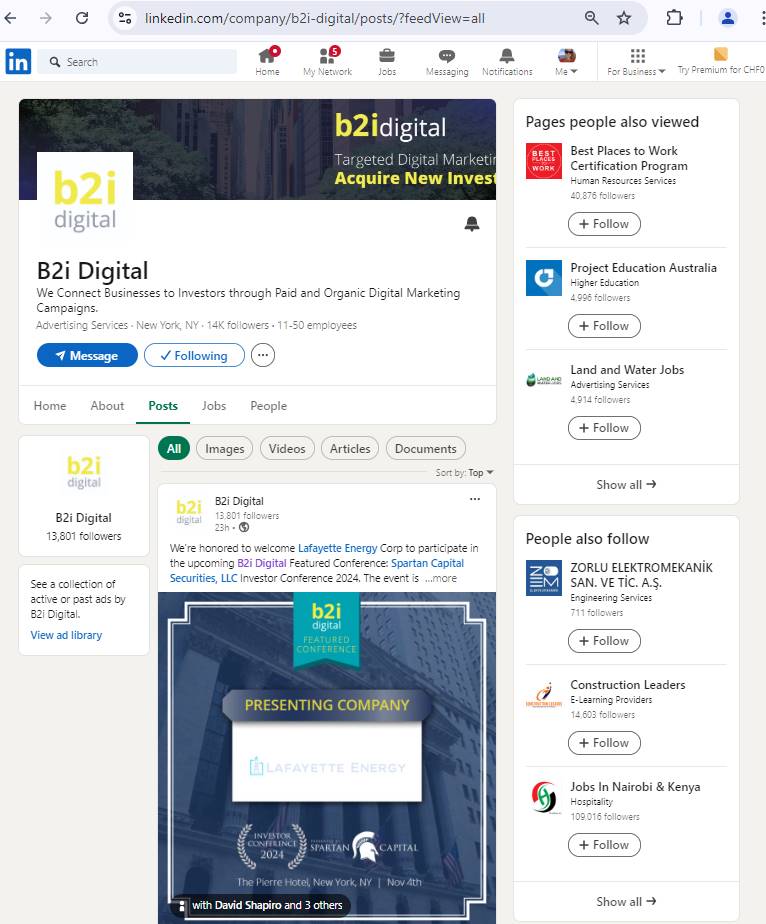 linkedin.com/company/b2i-digital/posts/?feedView=all
in
Search
Home
My Network
5
Jobs
Messaging
Notifications
Me
For Business
Try Premium for CHF0
b2idigital
Targeted Digital Marketin
Acquire New Invest
b2i
digital
B2i Digital
We Connect Businesses to Investors through Paid and Organic Digital Marketing
Campaigns.
Advertising Services · New York, NY · 14K followers · 11-50 employees
Message
Following
Home
About
Posts
Jobs
People
b2i
digital
B2i Digital
13,801 followers
See a collection of
active or past ads by
B2i Digital.
View ad library
All
Images
Videos
Articles
Documents
Sort by: Top
b2i
digital
B2i Digital
13,801 followers
23h •
We're honored to welcome Lafayette Energy Corp to participate in
the upcoming B2i Digital Featured Conference: Spartan Capital
Securities, LLC Investor Conference 2024. The event is ...more
b2i
digital
FEATURED
CONFERENCE
PRESENTING COMPANY
LAFAYETTE ENERGY
INVESTOR
CONFERENCE
2024
SPARTAN CAPITAL
The Pierre Hotel, New York, NY | Nov 4th
with David Shapiro and 3 others
Pages people also viewed
BEST
PLACES
TO
WORK
Best Places to Work
Certification Program
Human Resources Services
40,876 followers
+ Follow
Project Education Australia
Higher Education
4,996 followers
+ Follow
LAND AND
WATER JOBS
Land and Water Jobs
Advertising Services
4,914 followers
+ Follow
Show all →
People also follow
ZORLU ELEKTROMEKANİK
SAN. VE TİC. A.Ş.
Engineering Services
711 followers
+ Follow
Construction Leaders
E-Learning Providers
14,603 followers
+ Follow
Jobs In Nairobi & Kenya
Hospitality
109,016 followers
+ Follow
Show all →